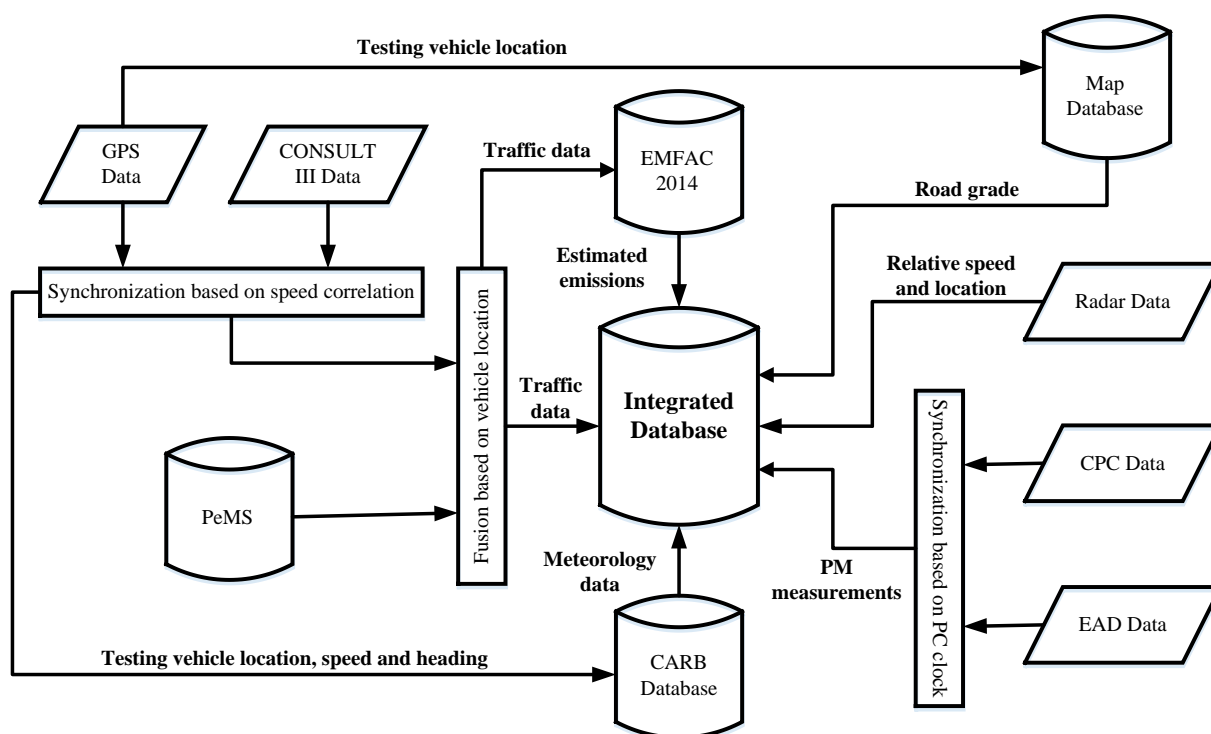 Testing vehicle location
Map
Database
GPS
Data
CONSULT
III Data
Traffic data
EMFAC
2014
Road grade
Estimated
emissions
Relative speed
and location
Radar Data
Synchronization based on speed correlation
Fusion based on vehicle location
Traffic
data
Integrated
Database
Synchronization based on PC clock
CPC Data
PeMS
Meteorology
data
PM
measurements
EAD Data
Testing vehicle location, speed and heading
CARB
Database